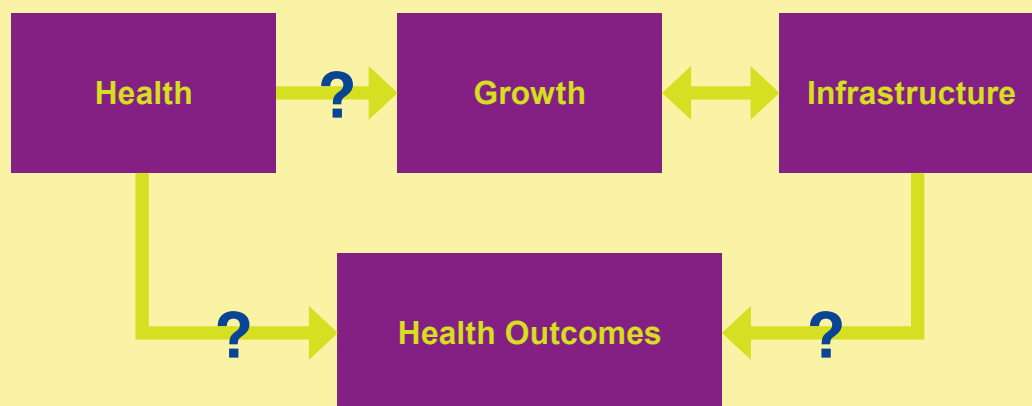 Health
?
Growth
Infrastructure
?
Health Outcomes
?